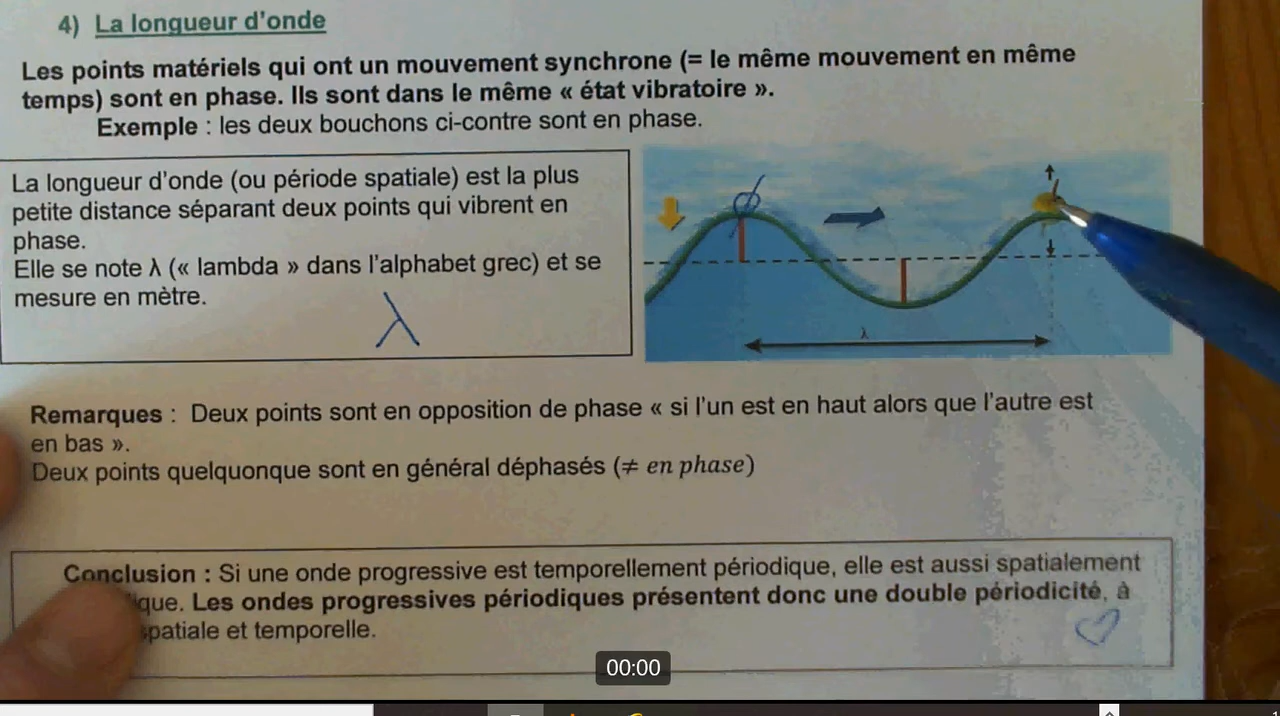 4) La longueur d'onde
Les points matériels qui ont un mouvement synchrone (= le même mouvement en même
temps) sont en phase. Ils sont dans le même « état vibratoire ».
Exemple : les deux bouchons ci-contre sont en phase.
La longueur d'onde (ou période spatiale) est la plus
petite distance séparant deux points qui vibrent en
phase.
Elle se note λ (« lambda » dans l'alphabet grec) et se
mesure en mètre.
λ
λ
Remarques : Deux points sont en opposition de phase « si l'un est en haut alors que l'autre est
en bas ».
Deux points quelquonque sont en général déphasés (≠ en phase)
Conclusion : Si une onde progressive est temporellement périodique, elle est aussi spatialement
que. Les ondes progressives périodiques présentent donc une double périodicité, à
spatiale et temporelle.
00:00